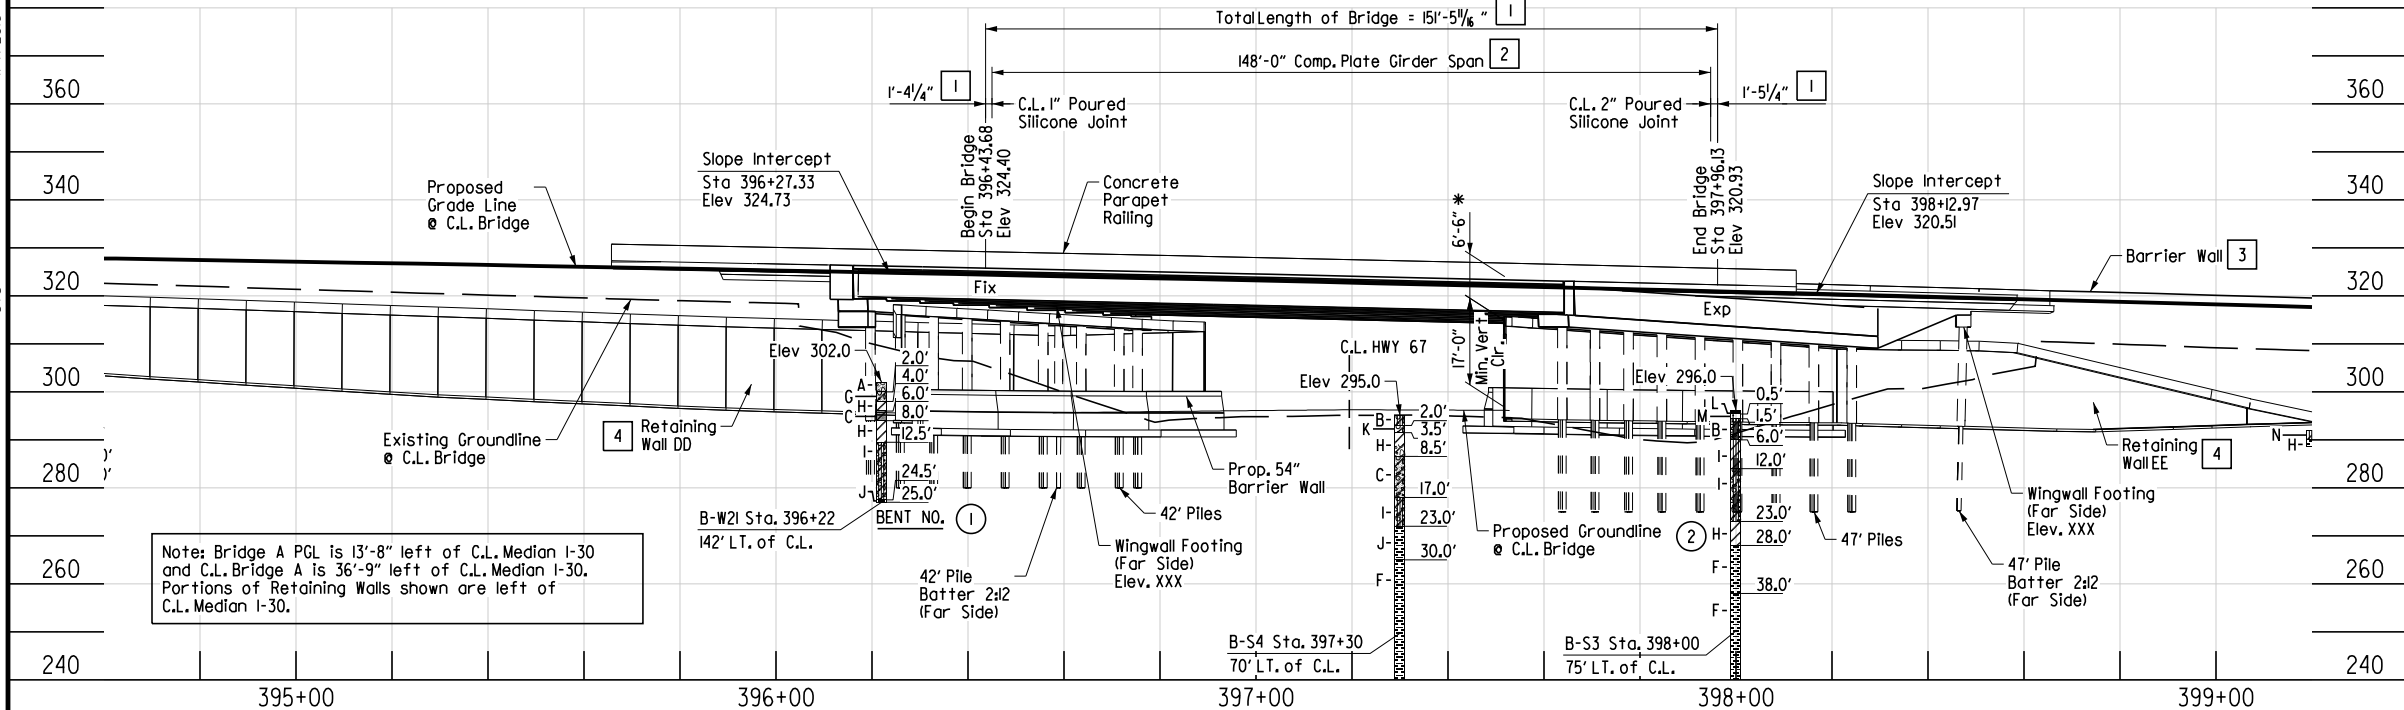 Total Length of Bridge = 151'-5 11/16" 1
148'-0" Comp. Plate Girder Span 2
1'-4 1/4" 1
C.L. 1" Poured
Silicone Joint
C.L. 2" Poured
Silicone Joint
1'-5 1/4" 1
360
360
340
340
320
320
300
300
280
280
260
260
240
240
Proposed
Grade Line
@ C.L. Bridge
Slope Intercept
Sta 396+27.33
Elev 324.73
Begin Bridge
Sta 396+43.68
Elev 324.40
Concrete
Parapet
Railing
6'-6" *
End Bridge
Sta 397+96.13
Elev 320.93
Slope Intercept
Sta 398+12.97
Elev 320.51
Barrier Wall 3
Fix
Exp
17'-0"
Min. Vert.
Clr.
C.L. HWY 67
Elev 302.0
A-
G-
H-
C-
H-
I-
J-
2.0'
4.0'
6.0'
8.0'
12.5'
24.5'
25.0'
Elev 295.0
B-
K-
H-
C-
I-
J-
F-
2.0'
3.5'
8.5'
17.0'
23.0'
30.0'
Elev 296.0
L-
M-
B-
I-
I-
H-
F-
F-
0.5'
1.5'
6.0'
12.0'
23.0'
28.0'
38.0'
N-
H-
Existing Groundline
@ C.L. Bridge
4 Retaining
Wall DD
B-W21 Sta. 396+22
142' LT. of C.L.
BENT NO. 1
2
42' Pile
Batter 2:12
(Far Side)
42' Piles
Wingwall Footing
(Far Side)
Elev. XXX
Prop. 54"
Barrier Wall
Proposed Groundline
@ C.L. Bridge
47' Piles
47' Pile
Batter 2:12
(Far Side)
Wingwall Footing
(Far Side)
Elev. XXX
Retaining
Wall EE 4
B-S4 Sta. 397+30
70' LT. of C.L.
B-S3 Sta. 398+00
75' LT. of C.L.
Note: Bridge A PGL is 13'-8" left of C.L. Median I-30
and C.L. Bridge A is 36'-9" left of C.L. Median I-30.
Portions of Retaining Walls shown are left of
C.L. Median I-30.
395+00
396+00
397+00
398+00
399+00